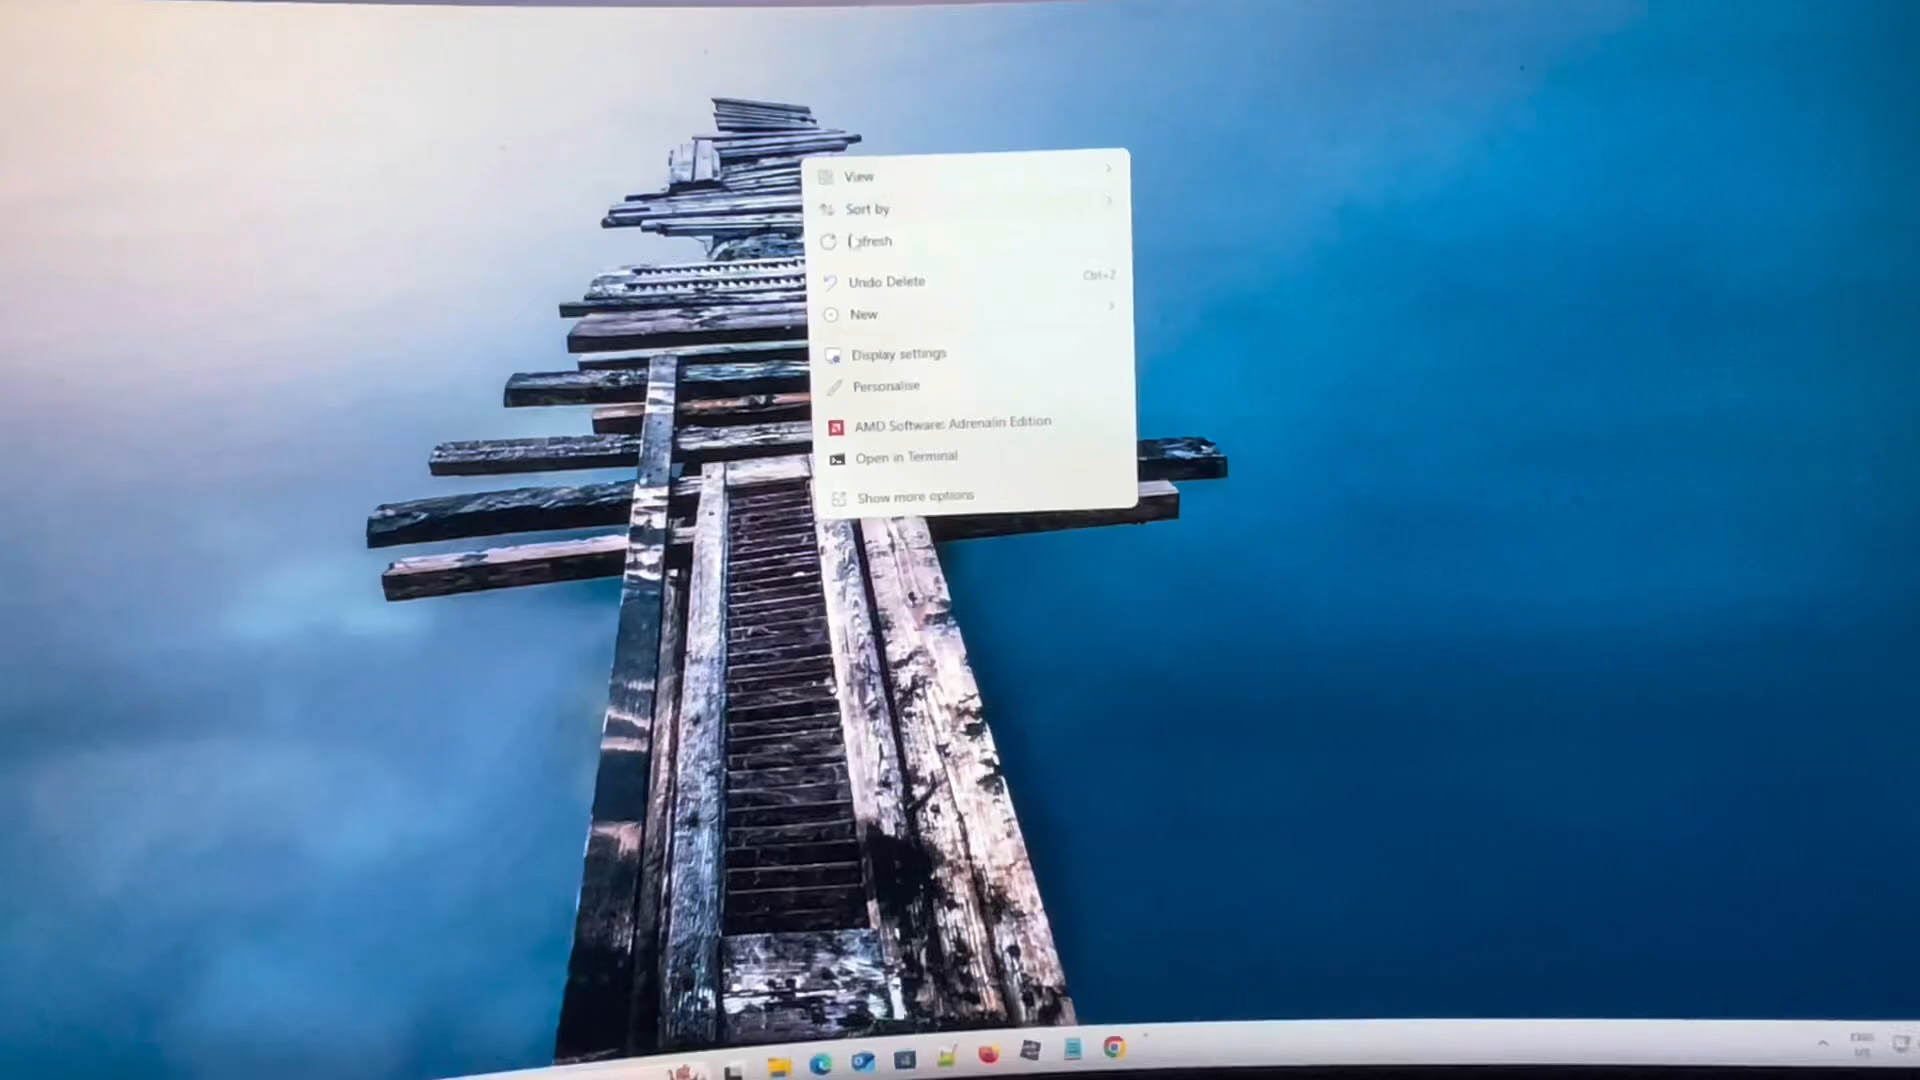 View
Sort by
Refresh
Undo Delete Ctrl+Z
New
Display settings
Personalise
AMD Software: Adrenalin Edition
Open in Terminal
Show more options